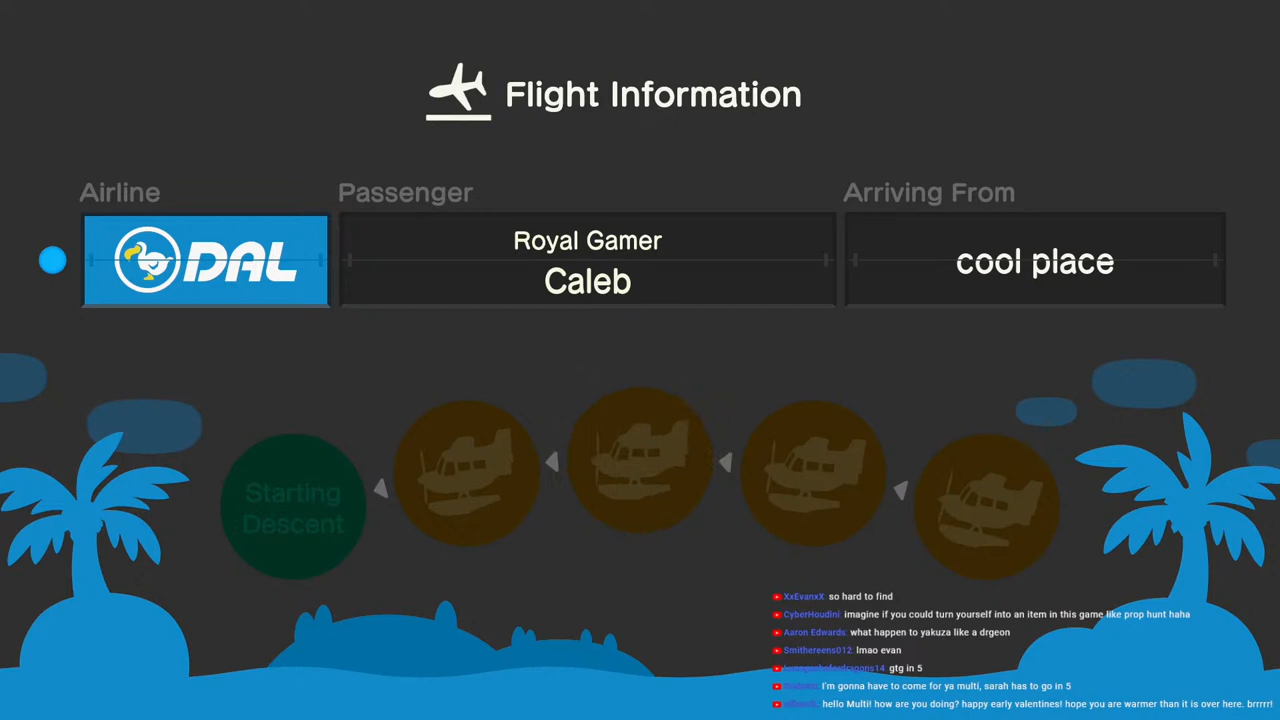 Flight Information
Airline
Passenger
Arriving From
DAL
Royal Gamer
Caleb
cool place
Starting
Descent
XxEvanxX: so hard to find
CyberHoudini: imagine if you could turn yourself into an item in this game like prop hunt haha
Aaron Edwards: what happen to yakuza like a drgeon
Smithereens012: lmao evan
gtg in 5
I'm gonna have to come for ya multi, sarah has to go in 5
hello Multi! how are you doing? happy early valentines! hope you are warmer than it is over here. brrrr!